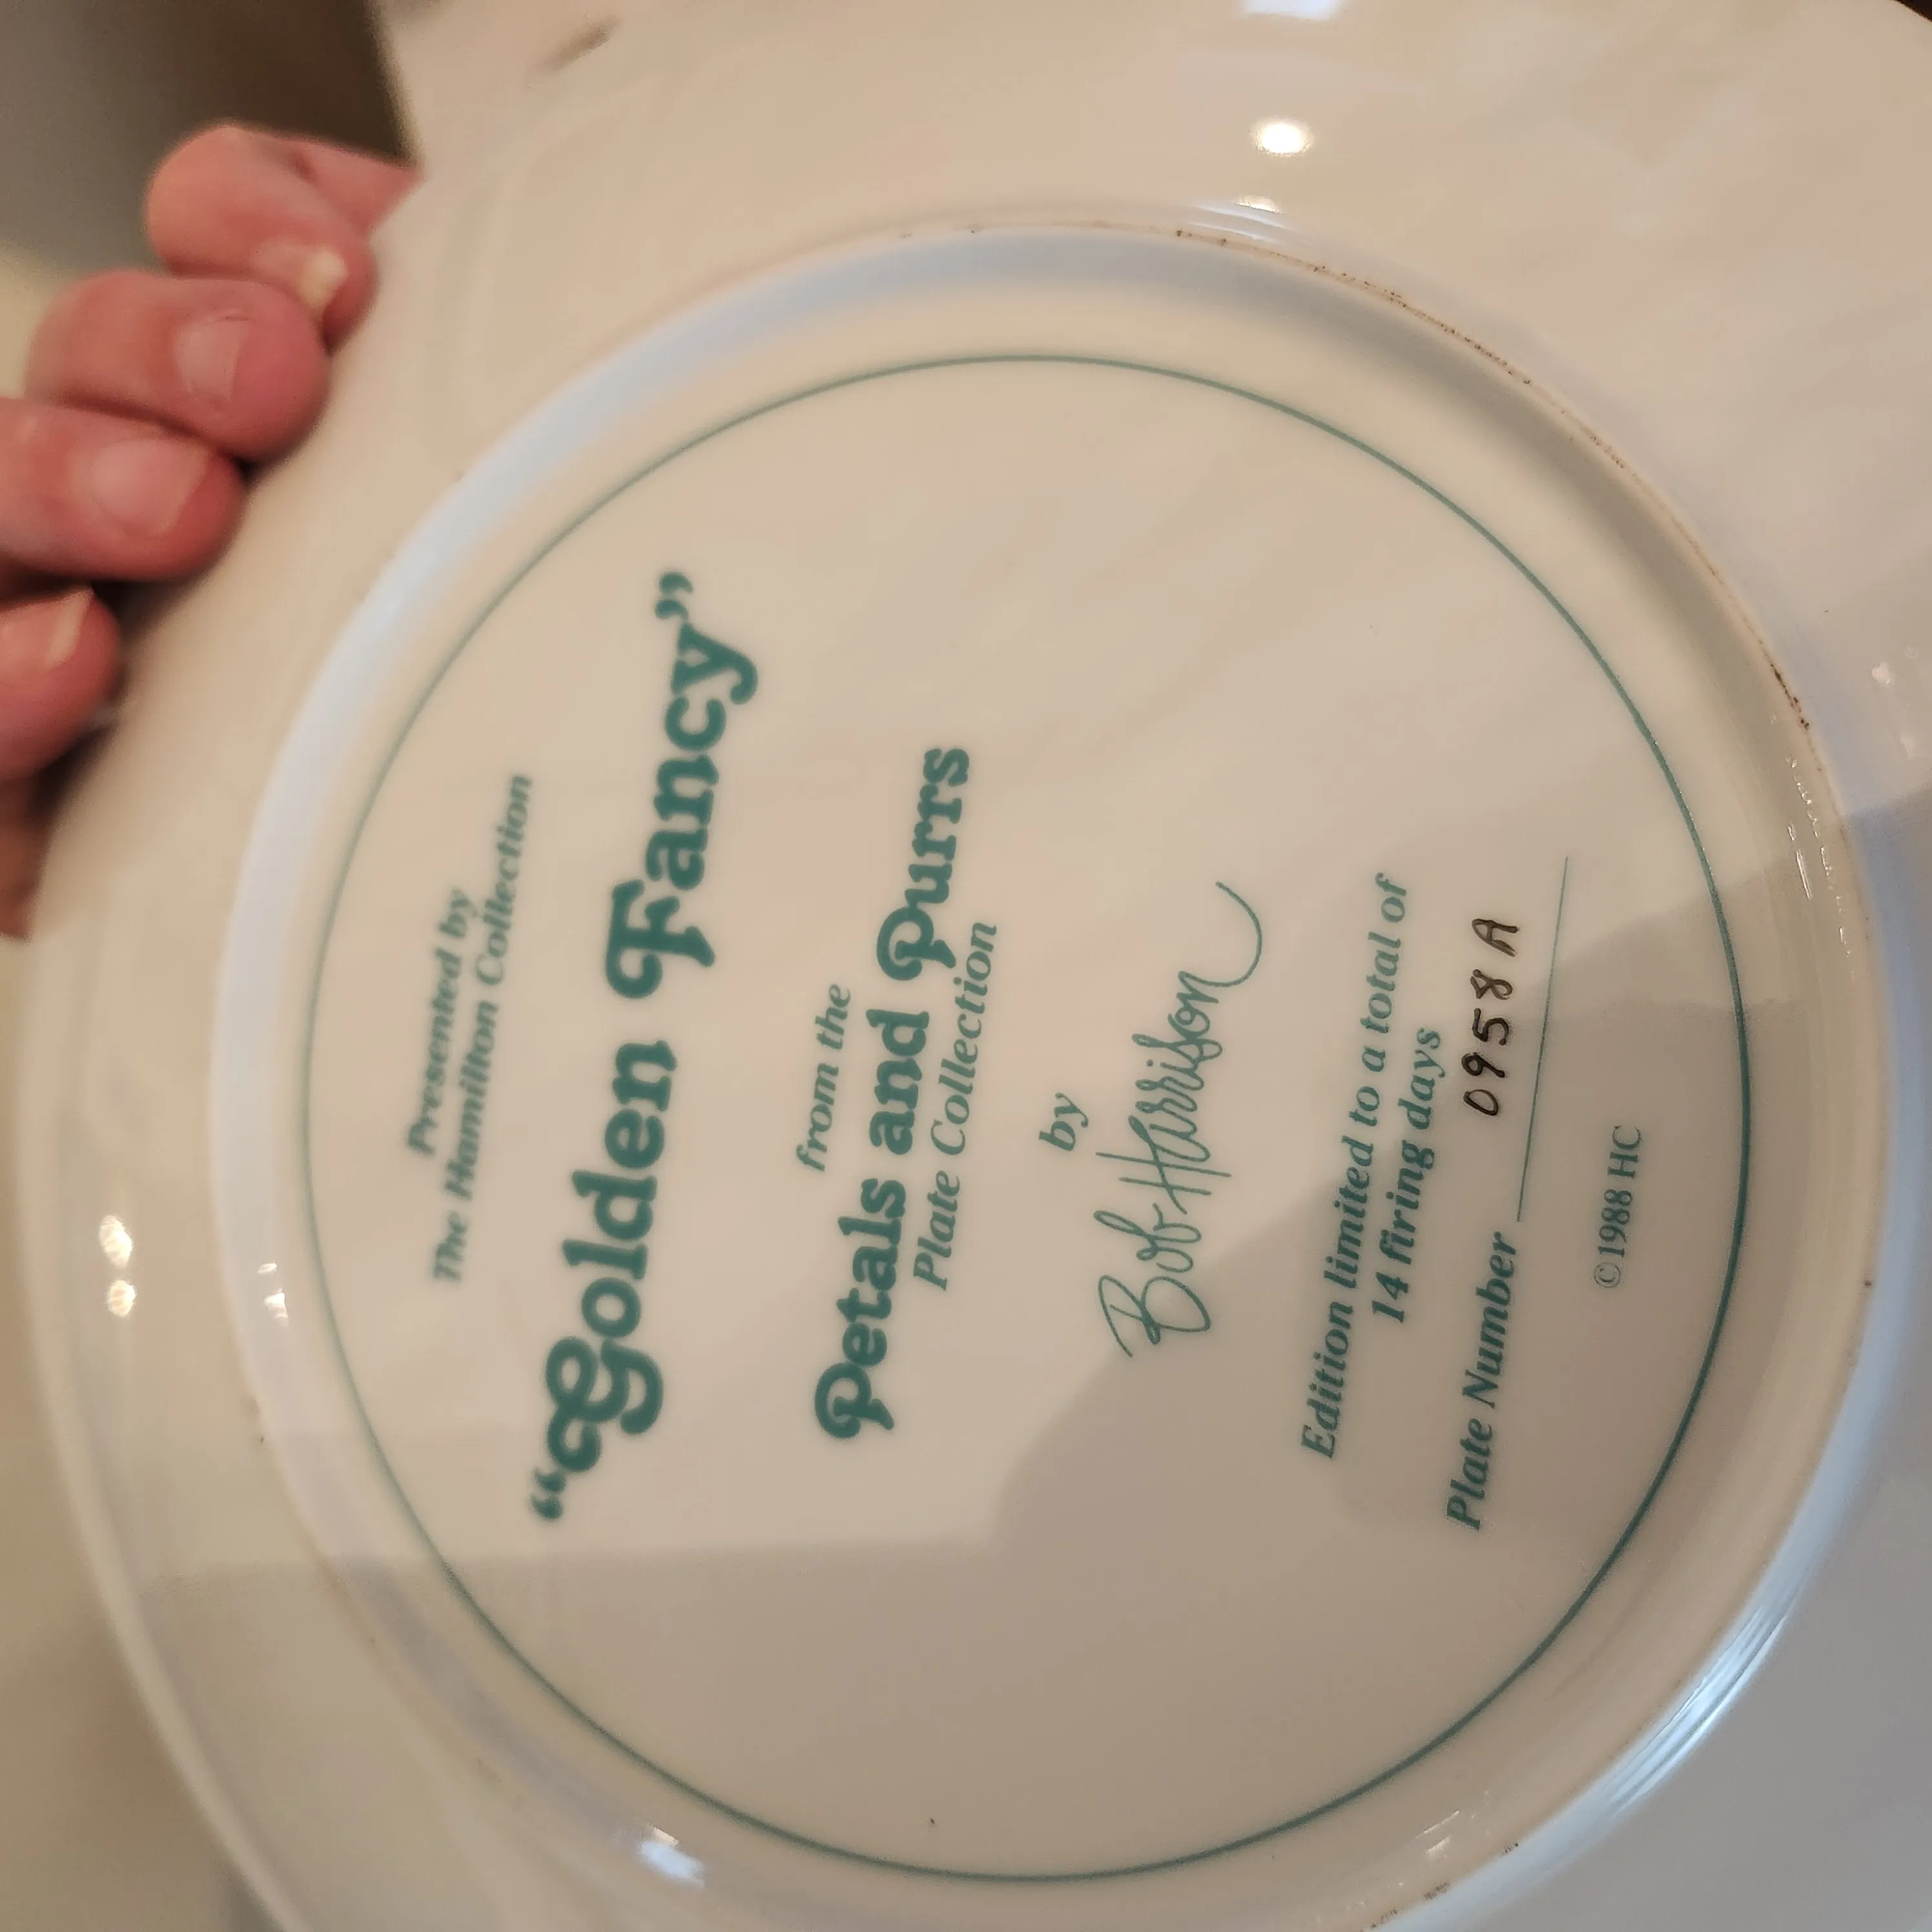 Presented by
The Hamilton Collection
“Golden Fancy”
from the
Petals and Purrs
Plate Collection
by
Bob Harrison
Edition limited to a total of
14 firing days
Plate Number 0958A
©1988 HC